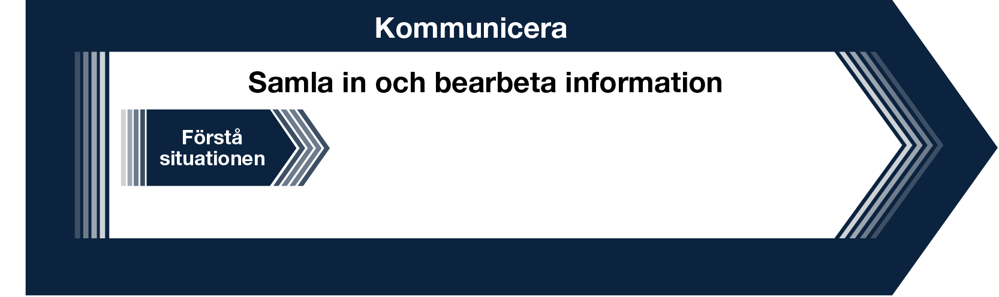 Kommunicera
Samla in och bearbeta information
Förstå
situationen